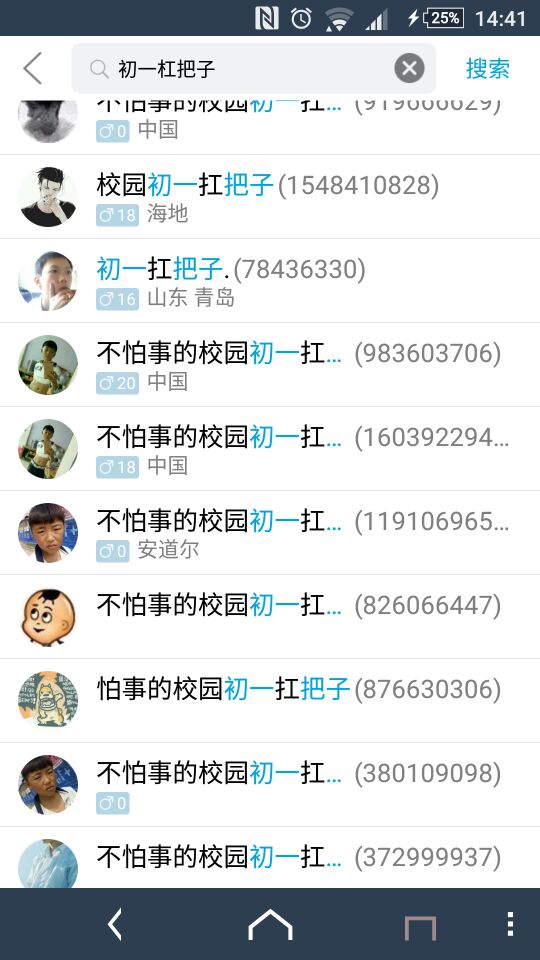 25% 14:41
初一杠把子 搜索
不怕事的校园初一扛... (919666629)
0 中国
校园初一扛把子(1548410828)
18 海地
初一扛把子.(78436330)
16 山东 青岛
不怕事的校园初一扛... (983603706)
20 中国
不怕事的校园初一扛... (160392294...
18 中国
不怕事的校园初一扛... (119106965...
0 安道尔
不怕事的校园初一扛... (826066447)
怕事的校园初一扛把子(876630306)
不怕事的校园初一扛... (380109098)
0
不怕事的校园初一扛... (372999937)